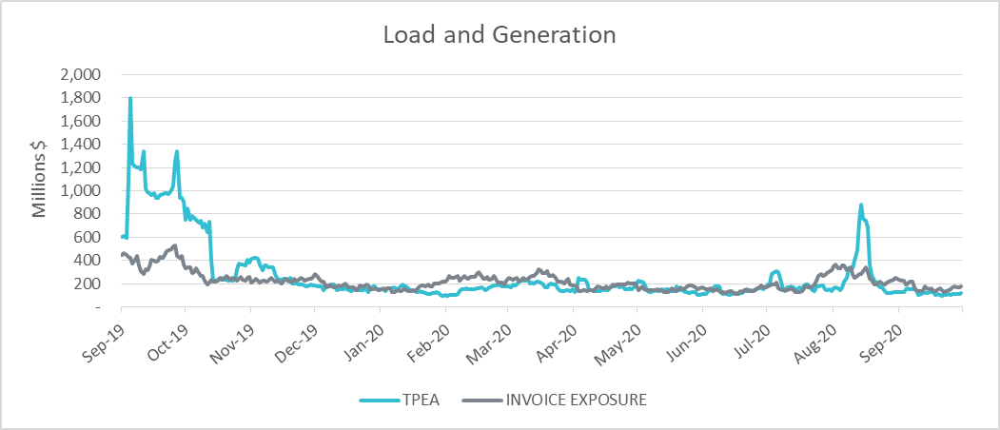 Load and Generation
Millions $
2,000
1,800
1,600
1,400
1,200
1,000
800
600
400
200
-
Sep-19 Oct-19 Nov-19 Dec-19 Jan-20 Feb-20 Mar-20 Apr-20 May-20 Jun-20 Jul-20 Aug-20 Sep-20
TPEA INVOICE EXPOSURE